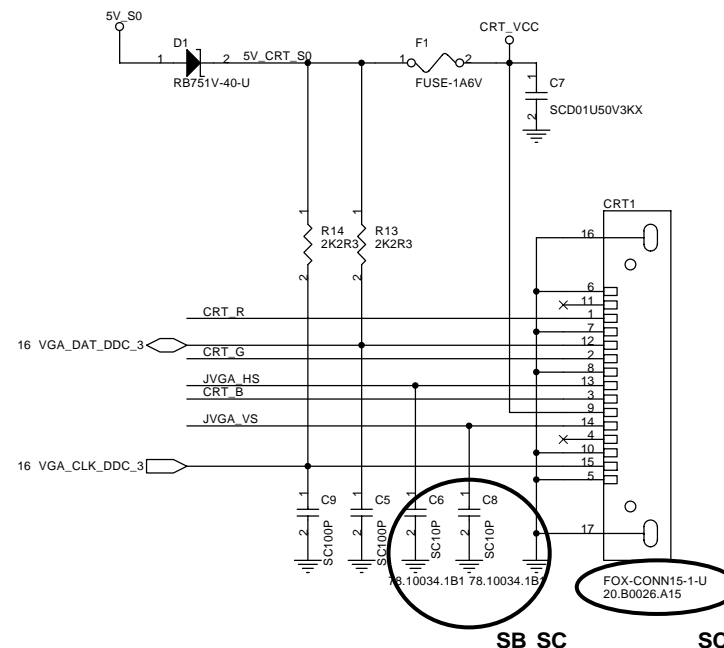 5V_S0
CRT_VCC
D1
1 2 5V_CRT_S0
RB751V-40-U
F1
1 2
FUSE-1A6V
1
2
C7
SCD01U50V3KX
CRT1
1
2
R14
2K2R3
1
2
R13
2K2R3
16
6
11
CRT_R 1
7
16 VGA_DAT_DDC_3 12
CRT_G 2
8
JVGA_HS 13
CRT_B 3
9
JVGA_VS 14
4
10
16 VGA_CLK_DDC_3 15
5
17
1
2
C9
SC100P
1
2
C5
SC100P
1
2
C6
SC10P
1
2
C8
SC10P
78.10034.1B1 78.10034.1B1
FOX-CONN15-1-U
20.B0026.A15
SB SC
SC